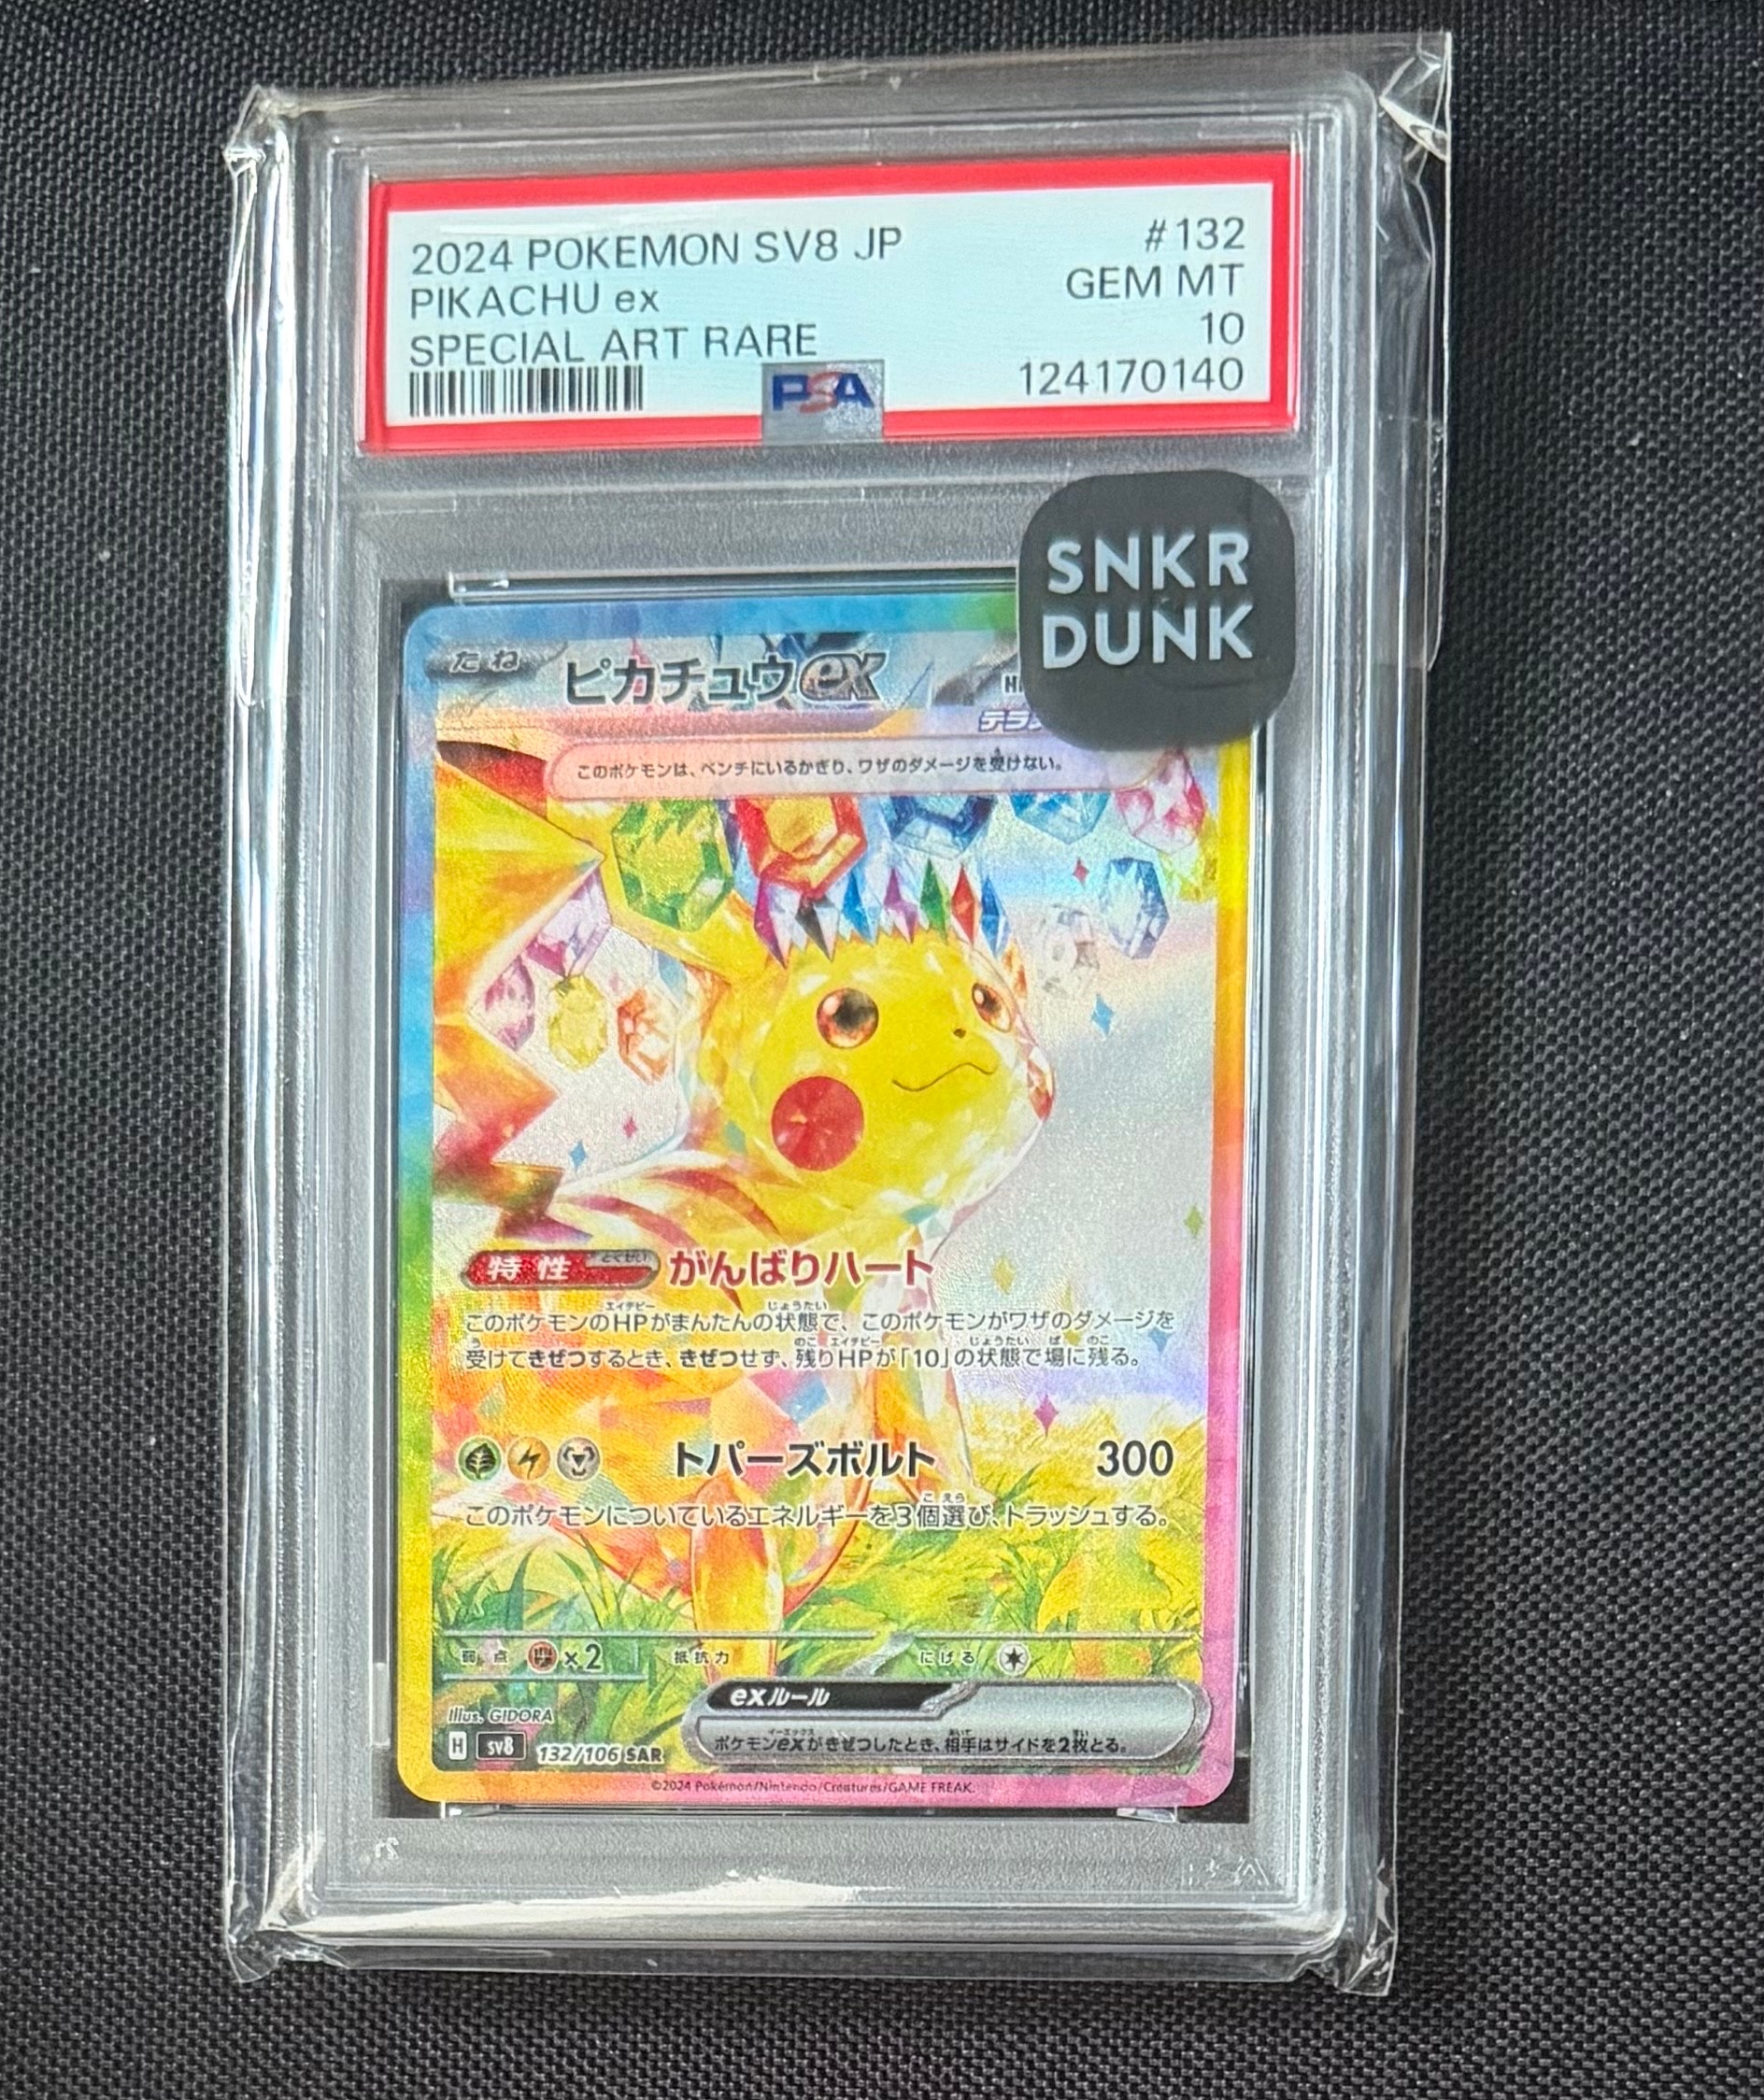 2024 POKEMON SV8 JP #132
PIKACHU ex GEM MT
SPECIAL ART RARE 10
PSA 124170140
SNKR
DUNK
たね ピカチュウex
このポケモンは、ベンチにいるかぎり、ワザのダメージを受けない。
特性 とくせい がんばりハート
このポケモンのHPがまんたんの状態で、このポケモンがワザのダメージを
受けてきぜつするとき、きぜつせず、残りHPが「10」の状態で場に残る。
トパーズボルト 300
このポケモンについているエネルギーを3個選び、トラッシュする。
弱点 ×2 抵抗力 にげる
exルール
ポケモンexがきぜつしたとき、相手はサイドを2枚とる。
Illus. GIDORA
H sv8 132/106 SAR
©2024 Pokémon/Nintendo/Creatures/GAME FREAK.